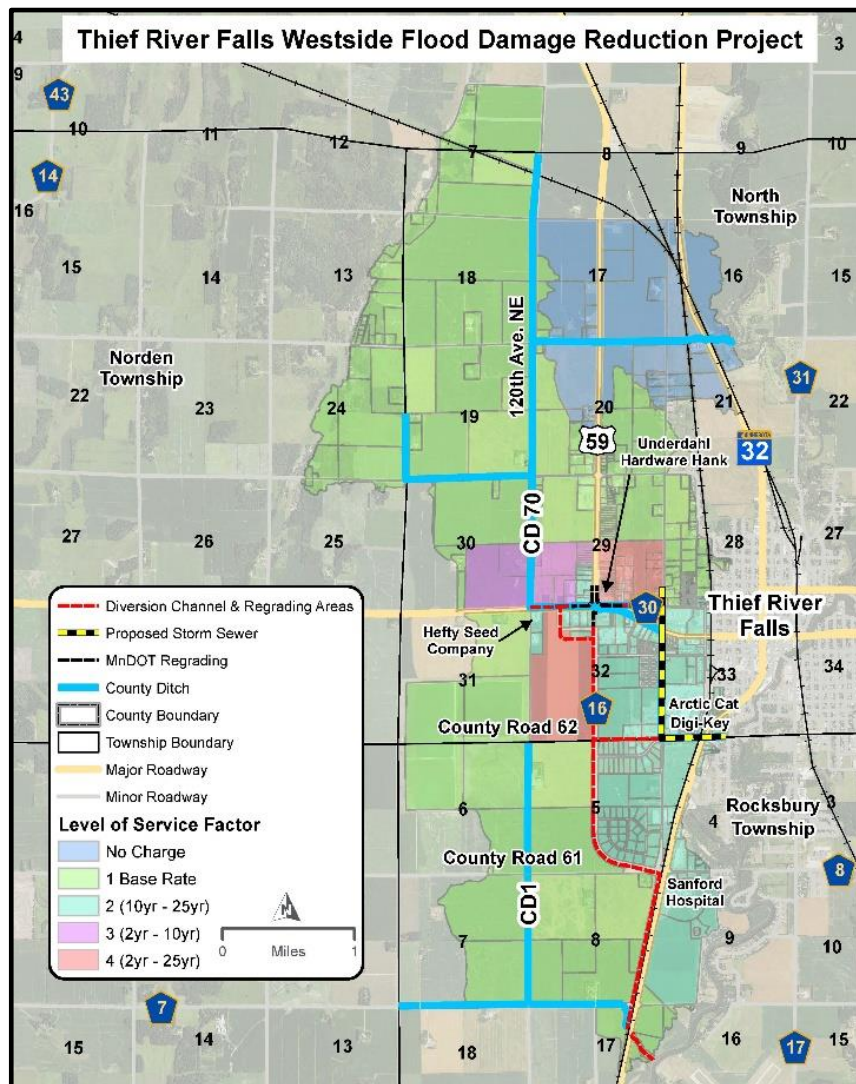 Thief River Falls Westside Flood Damage Reduction Project
4
3
9
43
10
11
12
7
8
9
10
14
16
North
Township
15
14
13
18
17
16
15
120th Ave. NE
Norden
Township
31
22
23
24
19
20
21
22
59
Underdahl
Hardware Hank
MINNESOTA
32
CD 70
27
26
25
30
29
28
27
30
Thief River
Falls
Hefty Seed
Company
31
32
33
34
16
Arctic Cat
Digi-Key
County Road 62
6
5
4
3
Rocksbury
Township
County Road 61
8
CD1
Sanford
Hospital
7
8
9
10
7
15
14
13
18
17
16
15
17
Diversion Channel & Regrading Areas
Proposed Storm Sewer
MnDOT Regrading
County Ditch
County Boundary
Township Boundary
Major Roadway
Minor Roadway
Level of Service Factor
No Charge
1 Base Rate
2 (10yr - 25yr)
3 (2yr - 10yr)
4 (2yr - 25yr)
N
0 1
Miles